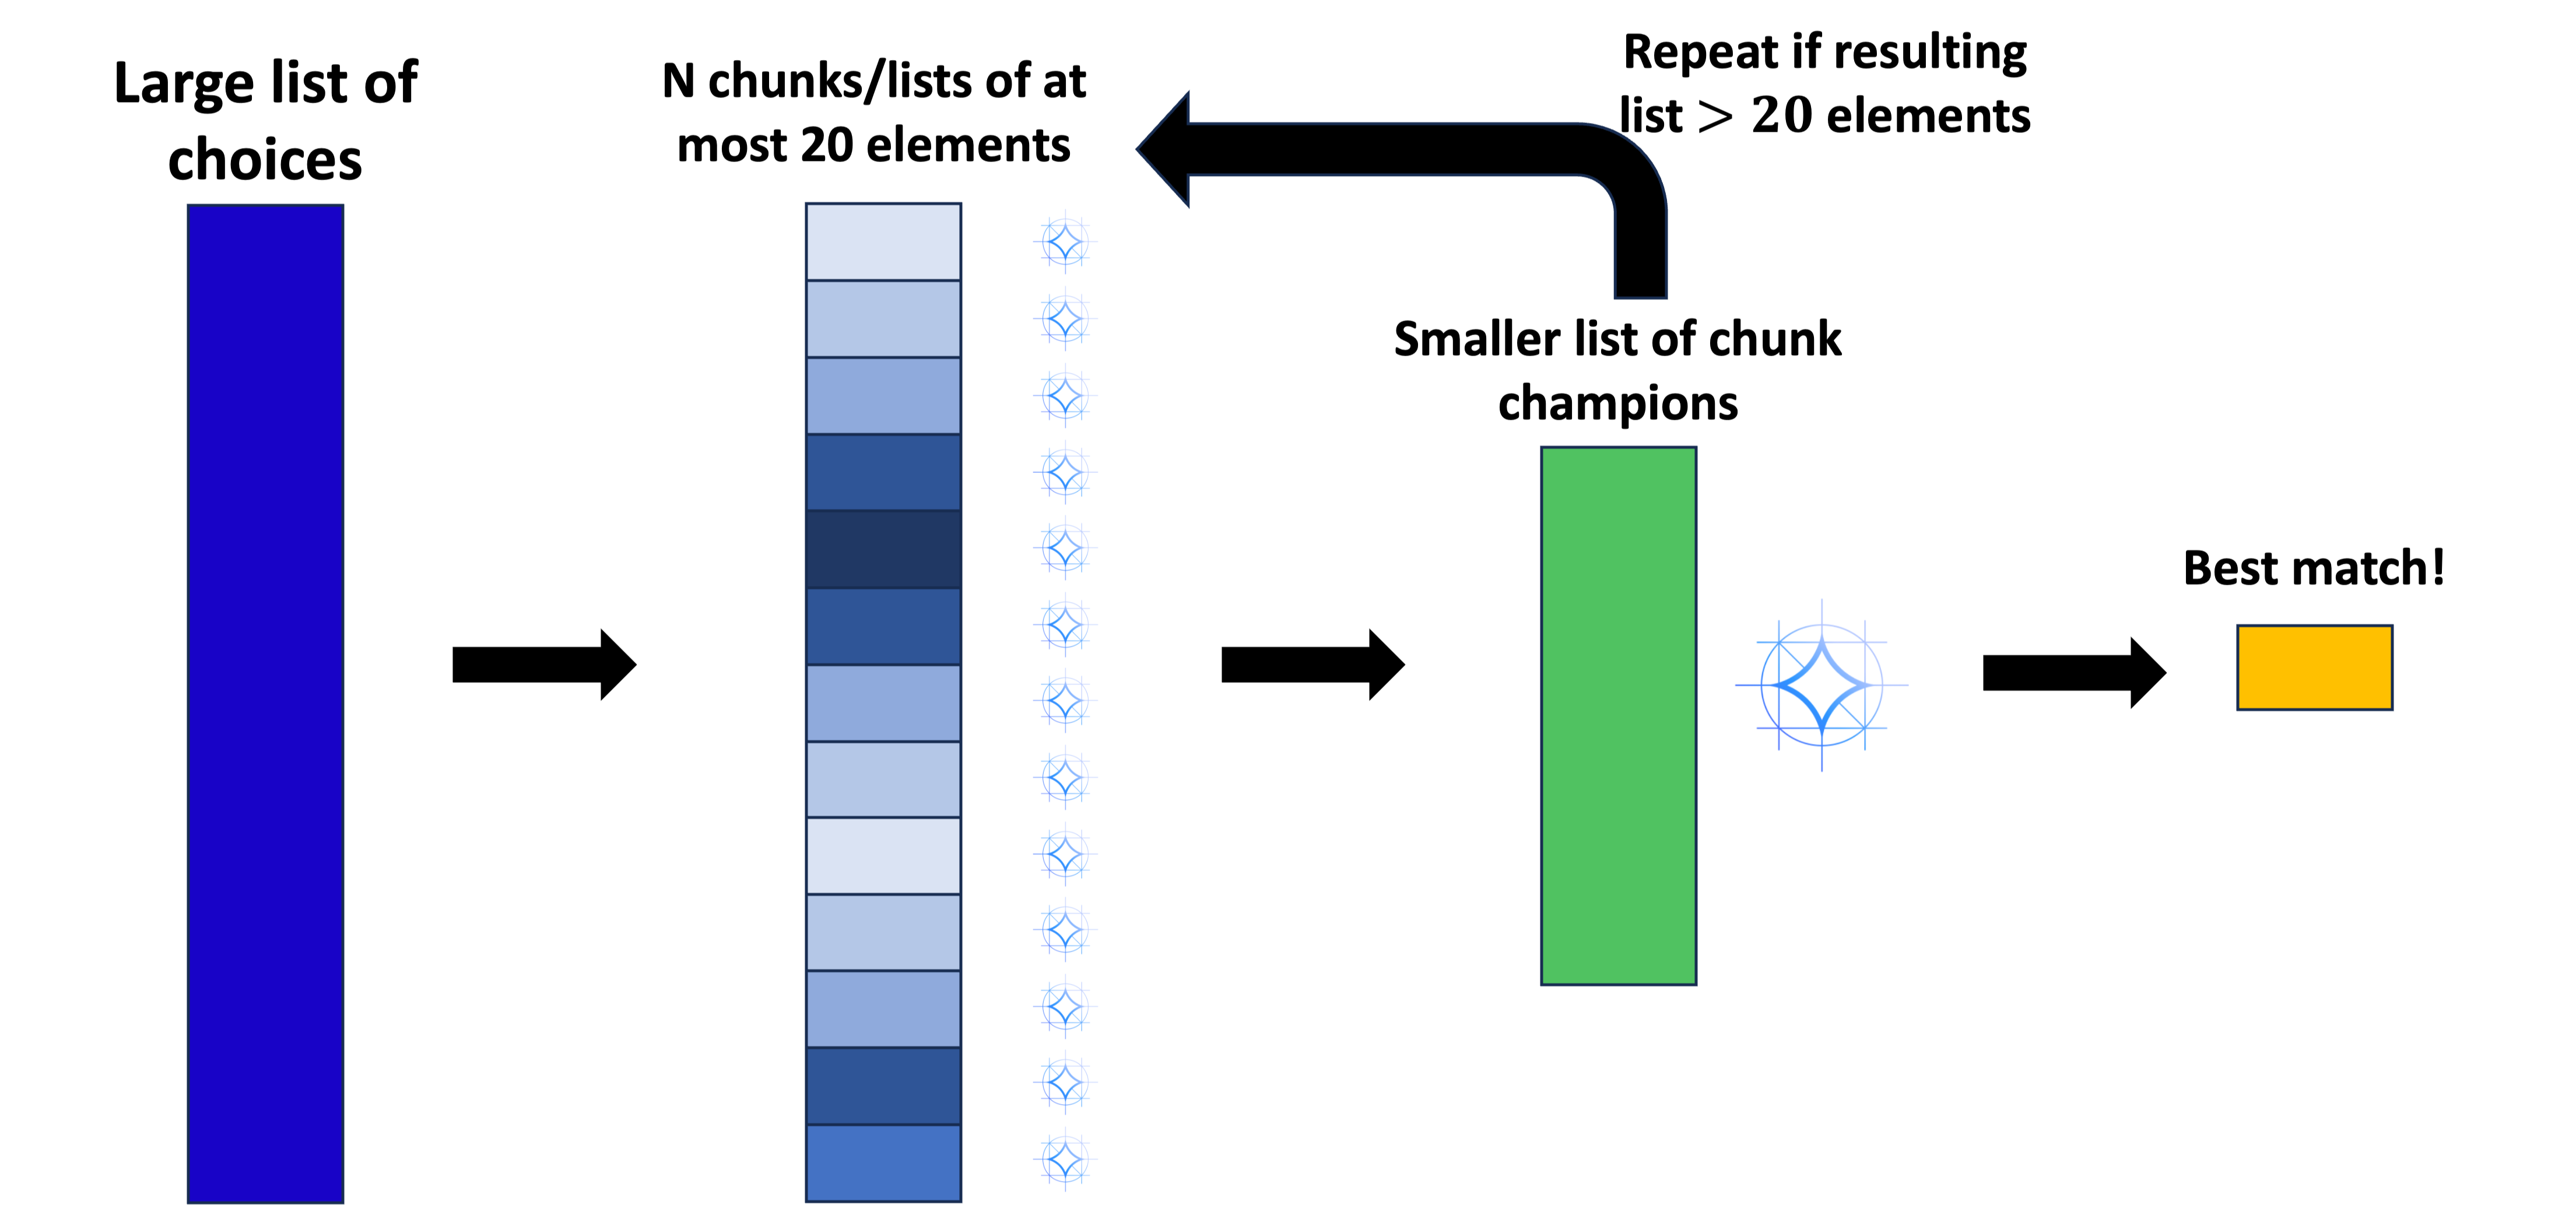 Large list of
choices
N chunks/lists of at
most 20 elements
Repeat if resulting
list > 20 elements
Smaller list of chunk
champions
Best match!